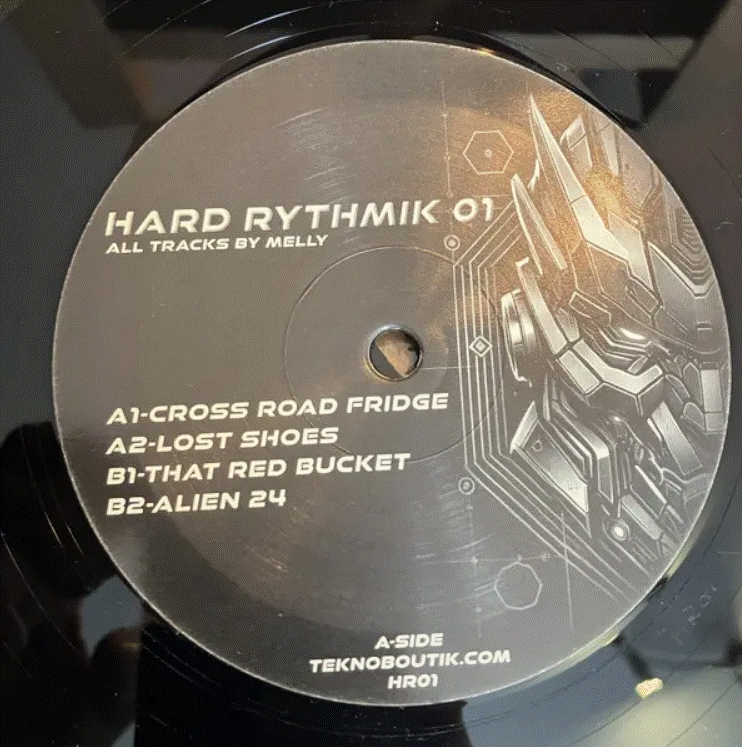 HARD RYTHMIK 01
ALL TRACKS BY MELLY
A1-CROSS ROAD FRIDGE
A2-LOST SHOES
B1-THAT RED BUCKET
B2-ALIEN 24
A-SIDE
TEKNOBOUTIK.COM
HR01